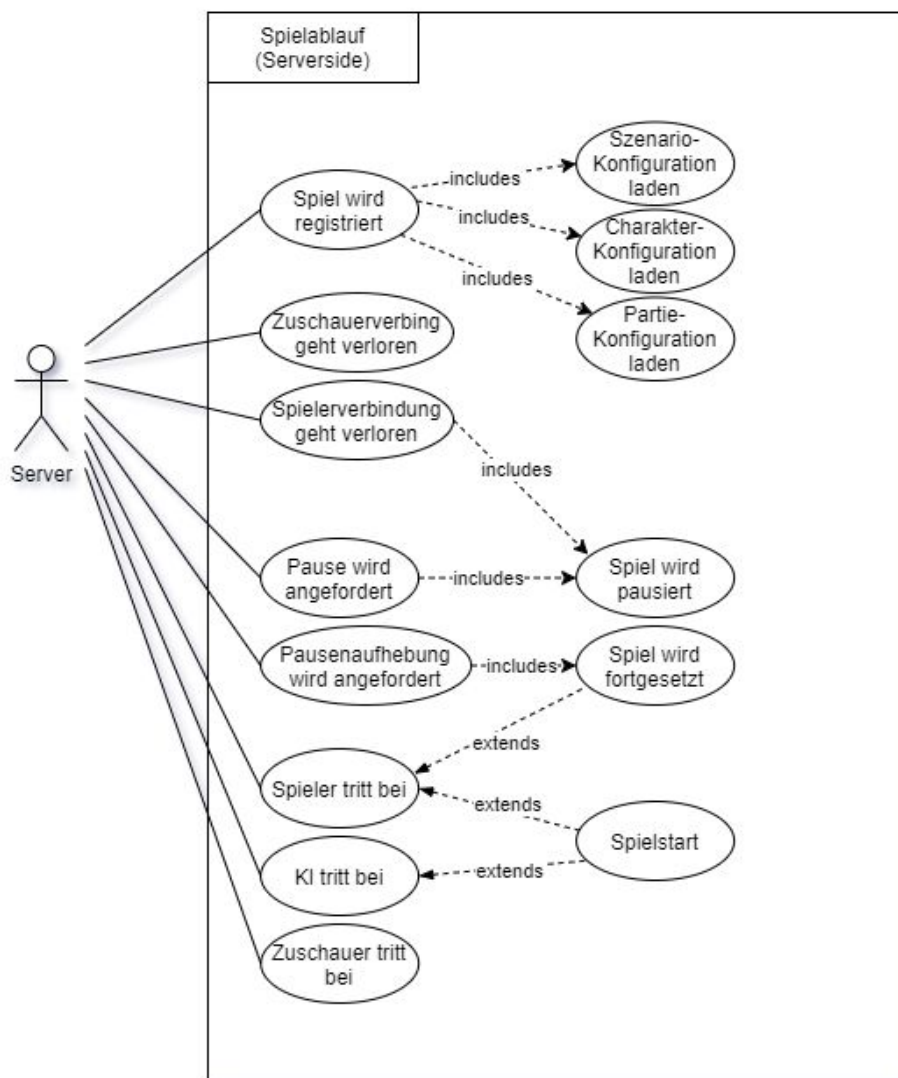 Spielablauf
(Serverside)
Szenario-
Konfiguration
laden
includes
Spiel wird
registriert
includes
Charakter-
Konfiguration
laden
includes
Partie-
Konfiguration
laden
Zuschauerverbing
geht verloren
Server
Spielerverbindung
geht verloren
includes
Pause wird
angefordert
includes
Spiel wird
pausiert
Pausenaufhebung
wird angefordert
includes
Spiel wird
fortgesetzt
extends
Spieler tritt bei
extends
Spielstart
KI tritt bei
extends
Zuschauer tritt
bei